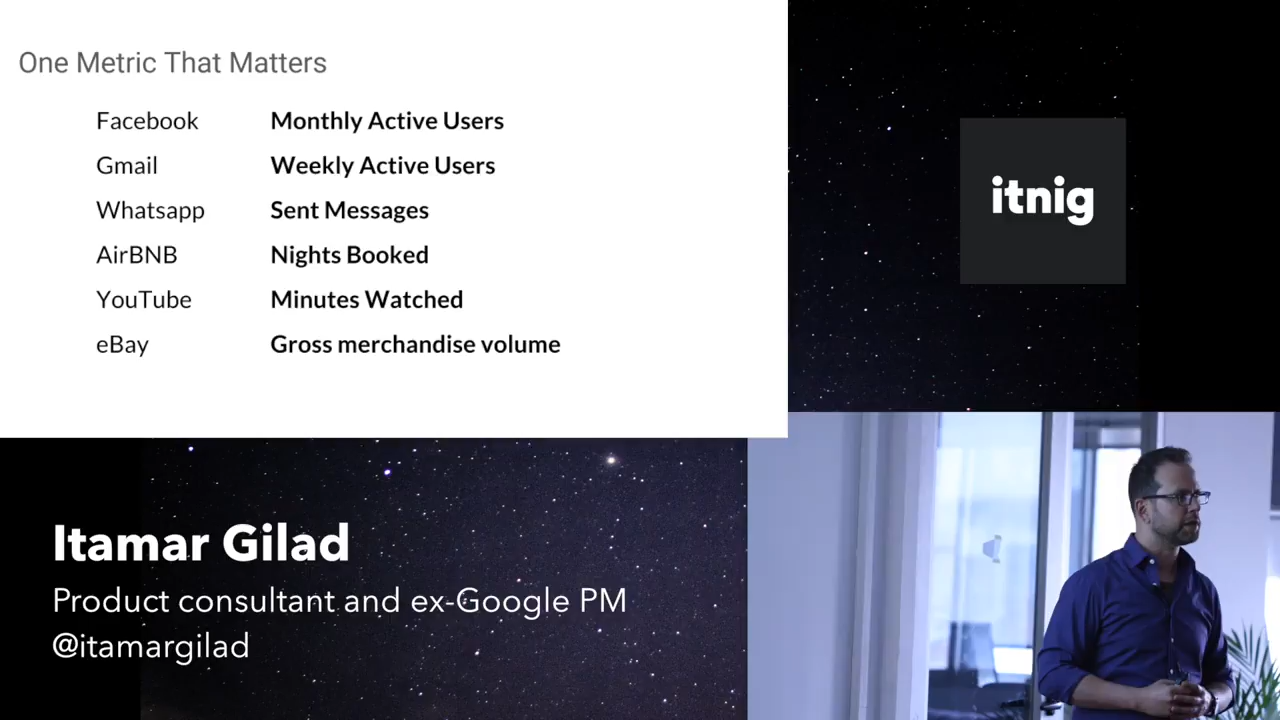 One Metric That Matters
Facebook Monthly Active Users
Gmail Weekly Active Users
Whatsapp Sent Messages
AirBNB Nights Booked
YouTube Minutes Watched
eBay Gross merchandise volume
itnig
Itamar Gilad
Product consultant and ex-Google PM
@itamargilad